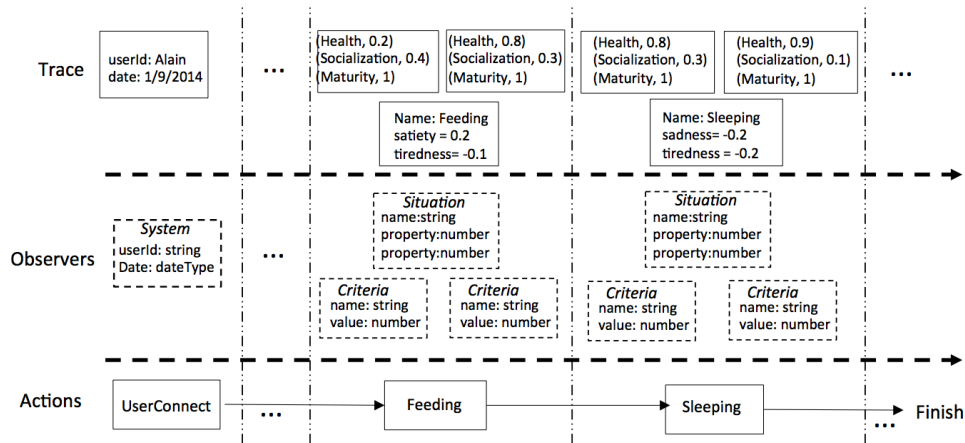 Trace
userId: Alain
date: 1/9/2014
...
(Health, 0.2)
(Socialization, 0.4)
(Maturity, 1)
(Health, 0.8)
(Socialization, 0.3)
(Maturity, 1)
(Health, 0.8)
(Socialization, 0.3)
(Maturity, 1)
(Health, 0.9)
(Socialization, 0.1)
(Maturity, 1)
...
Name: Feeding
satiety = 0.2
tiredness= -0.1
Name: Sleeping
sadness= -0.2
tiredness = -0.2
Observers
System
userId: string
Date: dateType
...
Situation
name:string
property:number
property:number
Situation
name:string
property:number
property:number
Criteria
name: string
value: number
Criteria
name: string
value: number
Criteria
name: string
value: number
Criteria
name: string
value: number
Actions
UserConnect
...
Feeding
Sleeping
...
Finish